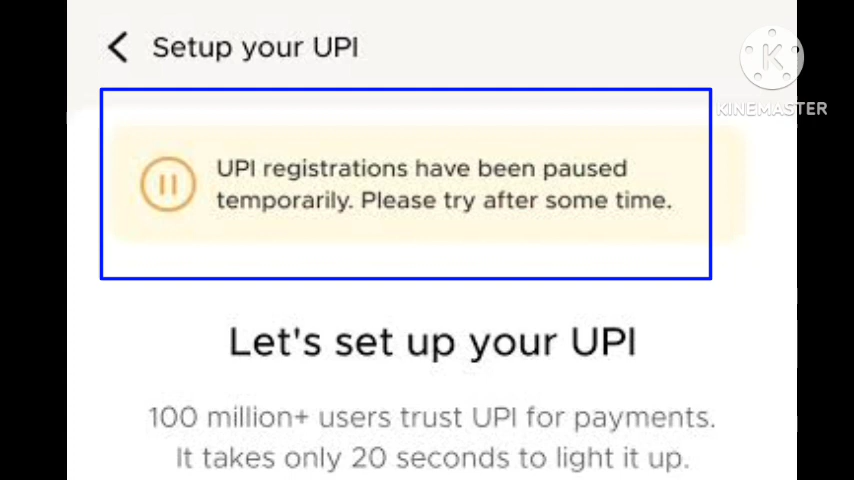 Setup your UPI
K
KINEMASTER
UPI registrations have been paused
temporarily. Please try after some time.
Let's set up your UPI
100 million+ users trust UPI for payments.
It takes only 20 seconds to light it up.